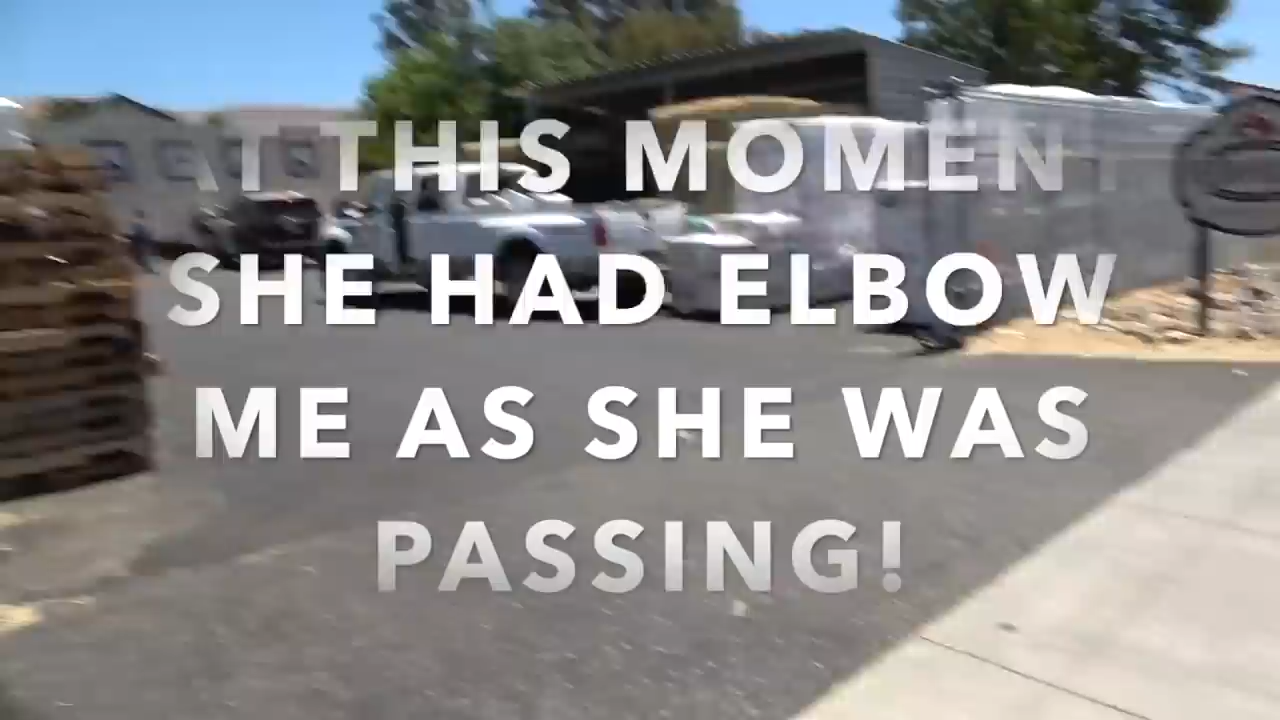 AT THIS MOMENT
SHE HAD ELBOW
ME AS SHE WAS
PASSING!